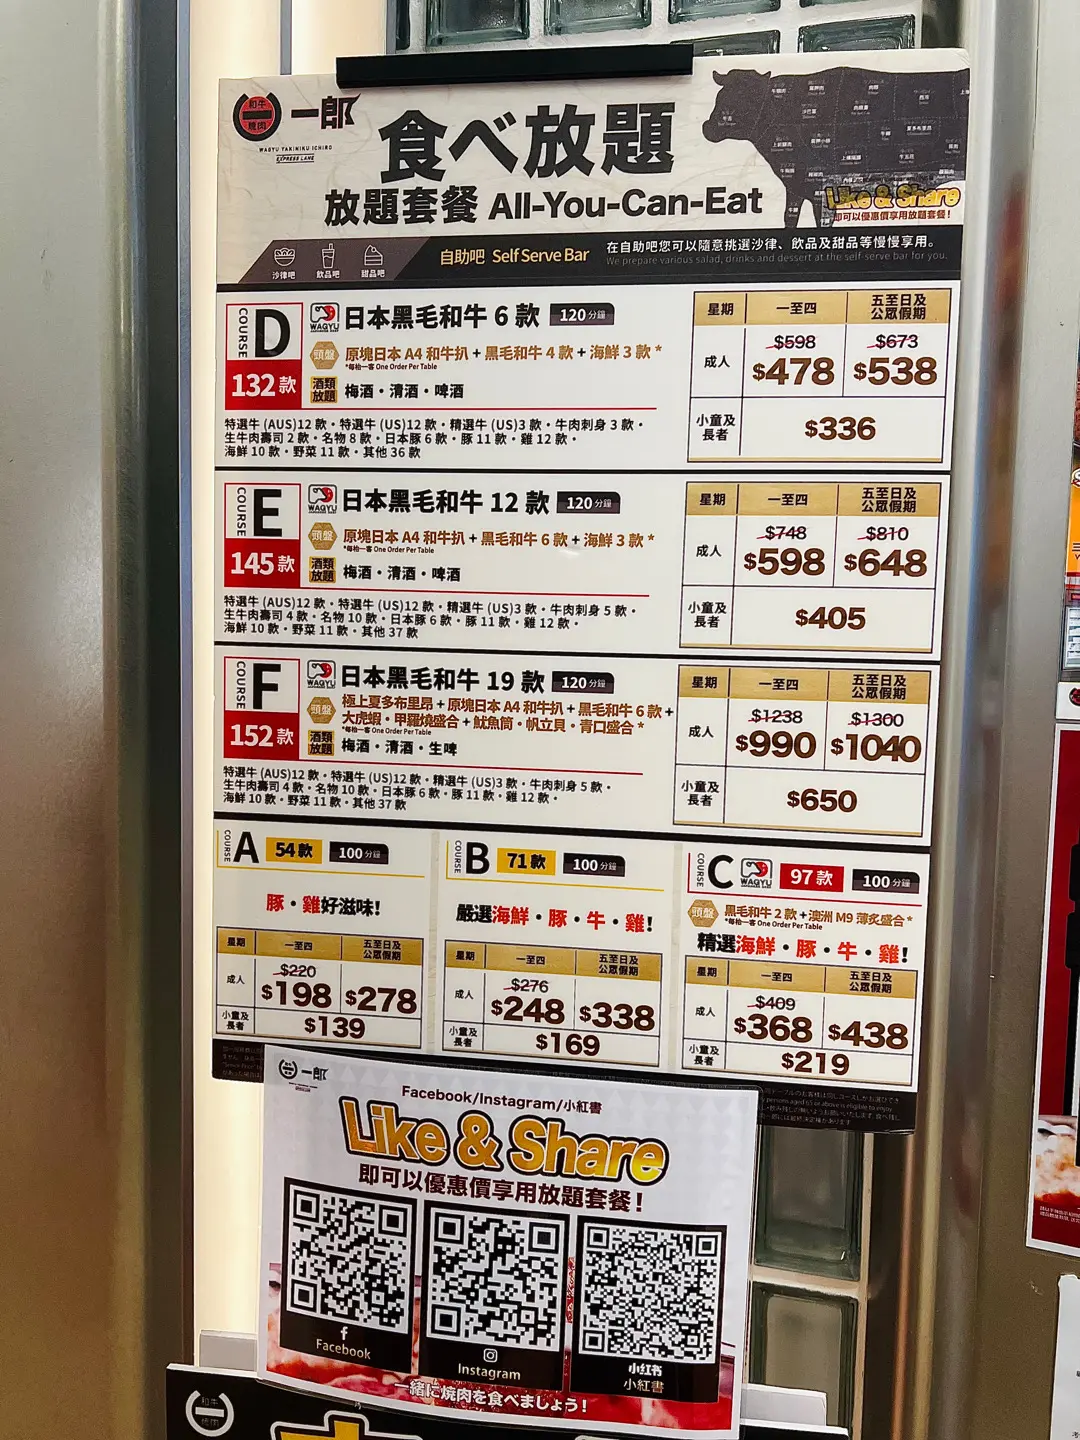 和牛
燒肉
一郎
WAGYU YAKINIKU ICHIRO
EXPRESS LANE
食べ放題
放題套餐 All-You-Can-Eat
Like & Share
即可以優惠價享用放題套餐!
沙律吧 飲品吧 甜品吧
自助吧 Self Serve Bar
在自助吧您可以隨意挑選沙律、飲品及甜品等慢慢享用。
We prepare various salad, drinks and dessert at the self-serve bar for you.
COURSE D
132款
WAGYU
日本黑毛和牛 6 款 120分鐘
頭盤 原塊日本 A4 和牛扒 + 黑毛和牛 4 款 + 海鮮 3 款 *
*每枱一客 One Order Per Table
酒類放題 梅酒・清酒・啤酒
特選牛 (AUS)12 款・特選牛 (US)12 款・精選牛 (US)3 款・牛肉刺身 3 款・
生牛肉壽司 2 款・名物 8 款・日本豚 6 款・豚 11 款・雞 12 款・
海鮮 10 款・野菜 11 款・其他 36 款
星期 一至四 五至日及公眾假期
成人 $598 $478 $673 $538
小童及長者 $336
COURSE E
145款
WAGYU
日本黑毛和牛 12 款 120分鐘
頭盤 原塊日本 A4 和牛扒 + 黑毛和牛 6 款 + 海鮮 3 款 *
*每枱一客 One Order Per Table
酒類放題 梅酒・清酒・啤酒
特選牛 (AUS)12 款・特選牛 (US)12 款・精選牛 (US)3 款・牛肉刺身 5 款・
生牛肉壽司 4 款・名物 10 款・日本豚 6 款・豚 11 款・雞 12 款・
海鮮 10 款・野菜 11 款・其他 37 款
星期 一至四 五至日及公眾假期
成人 $748 $598 $810 $648
小童及長者 $405
COURSE F
152款
WAGYU
日本黑毛和牛 19 款 120分鐘
頭盤 極上夏多布里昂 + 原塊日本 A4 和牛扒 + 黑毛和牛 6 款 +
大虎蝦・甲羅燒盛合 + 魷魚筒・帆立貝・青口盛合 *
*每枱一客 One Order Per Table
酒類放題 梅酒・清酒・生啤
特選牛 (AUS)12 款・特選牛 (US)12 款・精選牛 (US)3 款・牛肉刺身 5 款・
生牛肉壽司 4 款・名物 10 款・日本豚 6 款・豚 11 款・雞 12 款・
海鮮 10 款・野菜 11 款・其他 37 款
星期 一至四 五至日及公眾假期
成人 $1238 $990 $1300 $1040
小童及長者 $650
COURSE A 54款 100分鐘
豚・雞好滋味!
星期 一至四 五至日及公眾假期
成人 $220 $198 $278
小童及長者 $139
COURSE B 71款 100分鐘
嚴選海鮮・豚・牛・雞!
星期 一至四 五至日及公眾假期
成人 $276 $248 $338
小童及長者 $169
COURSE C WAGYU 97款 100分鐘
頭盤 黑毛和牛 2 款 + 澳洲 M9 薄炙盛合 *
*每枱一客 One Order Per Table
精選海鮮・豚・牛・雞!
星期 一至四 五至日及公眾假期
成人 $409 $368 $438
小童及長者 $219
一郎
Facebook/Instagram/小紅書
Like & Share
即可以優惠價享用放題套餐!
Facebook
Instagram
小红书
小紅書
一緒に焼肉を食べましょう!
和牛
燒肉